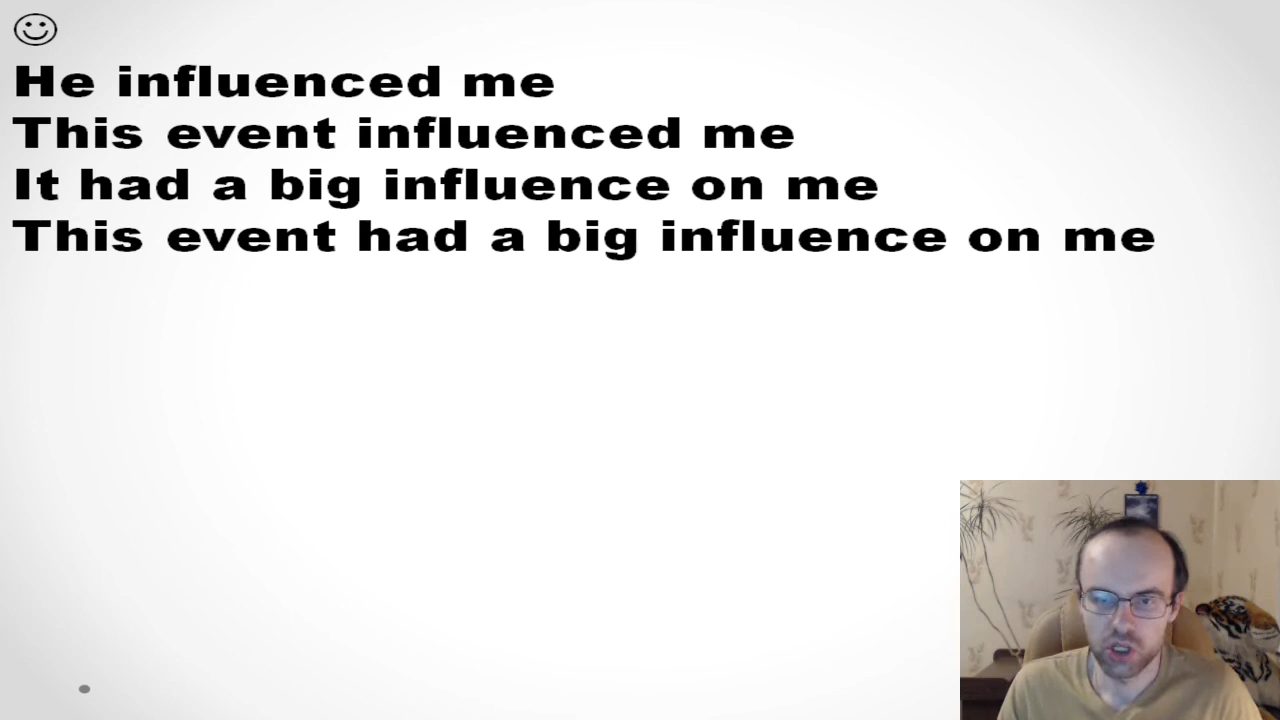 ☺
He influenced me
This event influenced me
It had a big influence on me
This event had a big influence on me